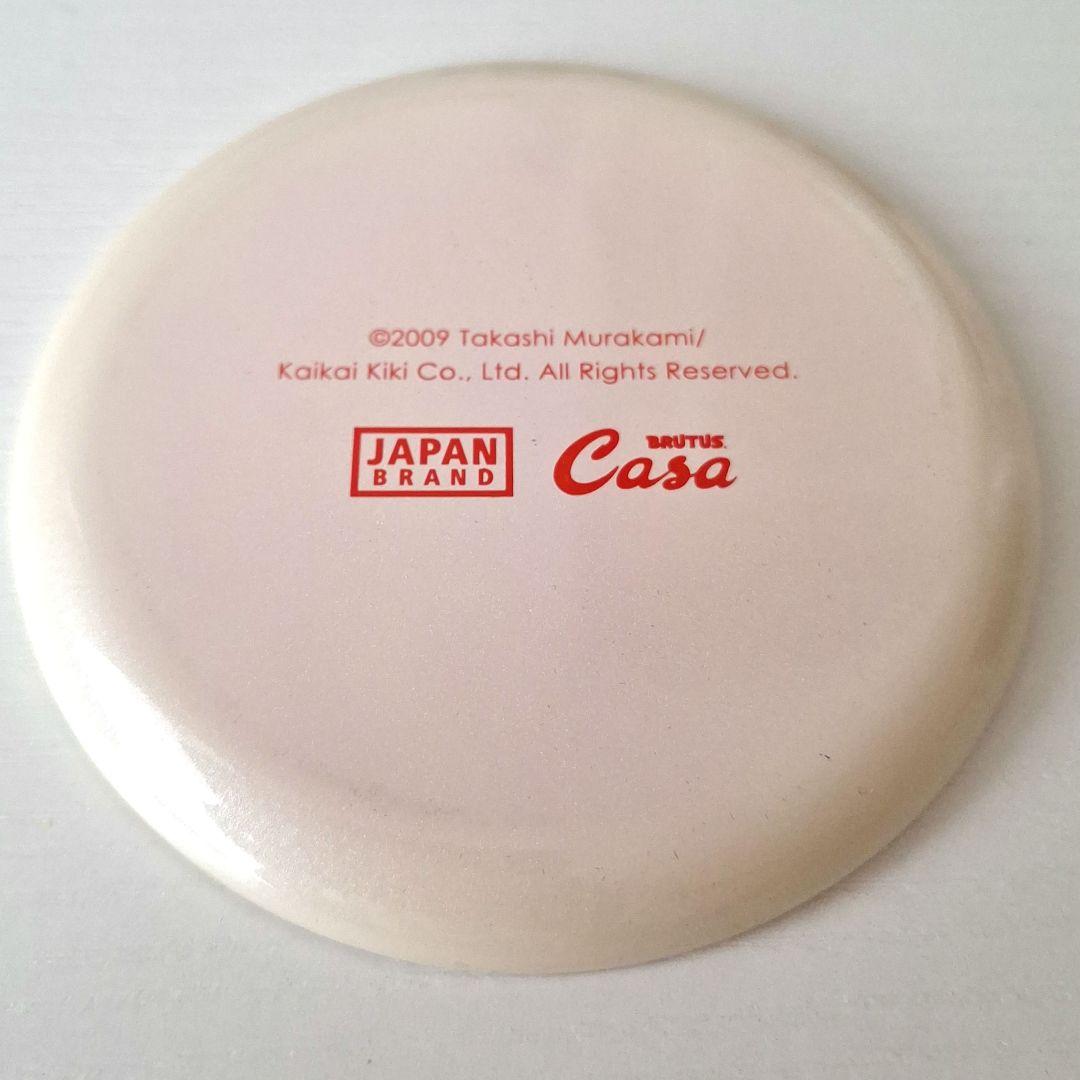 ©2009 Takashi Murakami/
Kaikai Kiki Co., Ltd. All Rights Reserved.
JAPAN
BRAND
BRUTUS
Casa